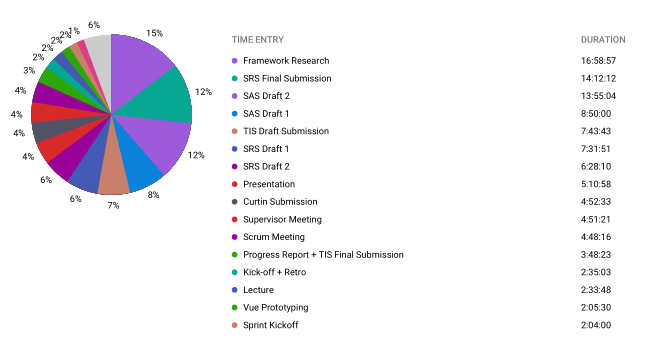 6%
1%
2%
2%
2%
2%
3%
4%
4%
4%
4%
6%
6%
7%
8%
12%
12%
15%
TIME ENTRY DURATION
Framework Research 16:58:57
SRS Final Submission 14:12:12
SAS Draft 2 13:55:04
SAS Draft 1 8:50:00
TIS Draft Submission 7:43:43
SRS Draft 1 7:31:51
SRS Draft 2 6:28:10
Presentation 5:10:58
Curtin Submission 4:52:33
Supervisor Meeting 4:51:21
Scrum Meeting 4:48:16
Progress Report + TIS Final Submission 3:48:23
Kick-off + Retro 2:35:03
Lecture 2:33:48
Vue Prototyping 2:05:30
Sprint Kickoff 2:04:00